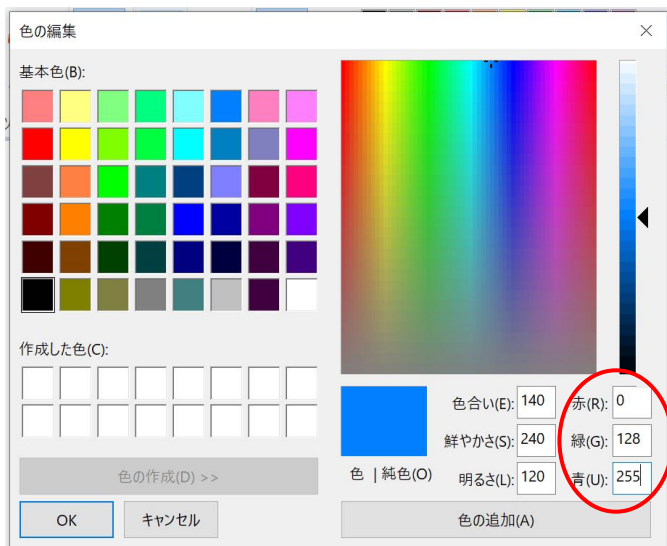 色の編集
基本色(B):
作成した色(C):
色の作成(D) >>
OK
キャンセル
色 | 純色(O)
色合い(E): 140
鮮やかさ(S): 240
明るさ(L): 120
赤(R): 0
緑(G): 128
青(U): 255
色の追加(A)